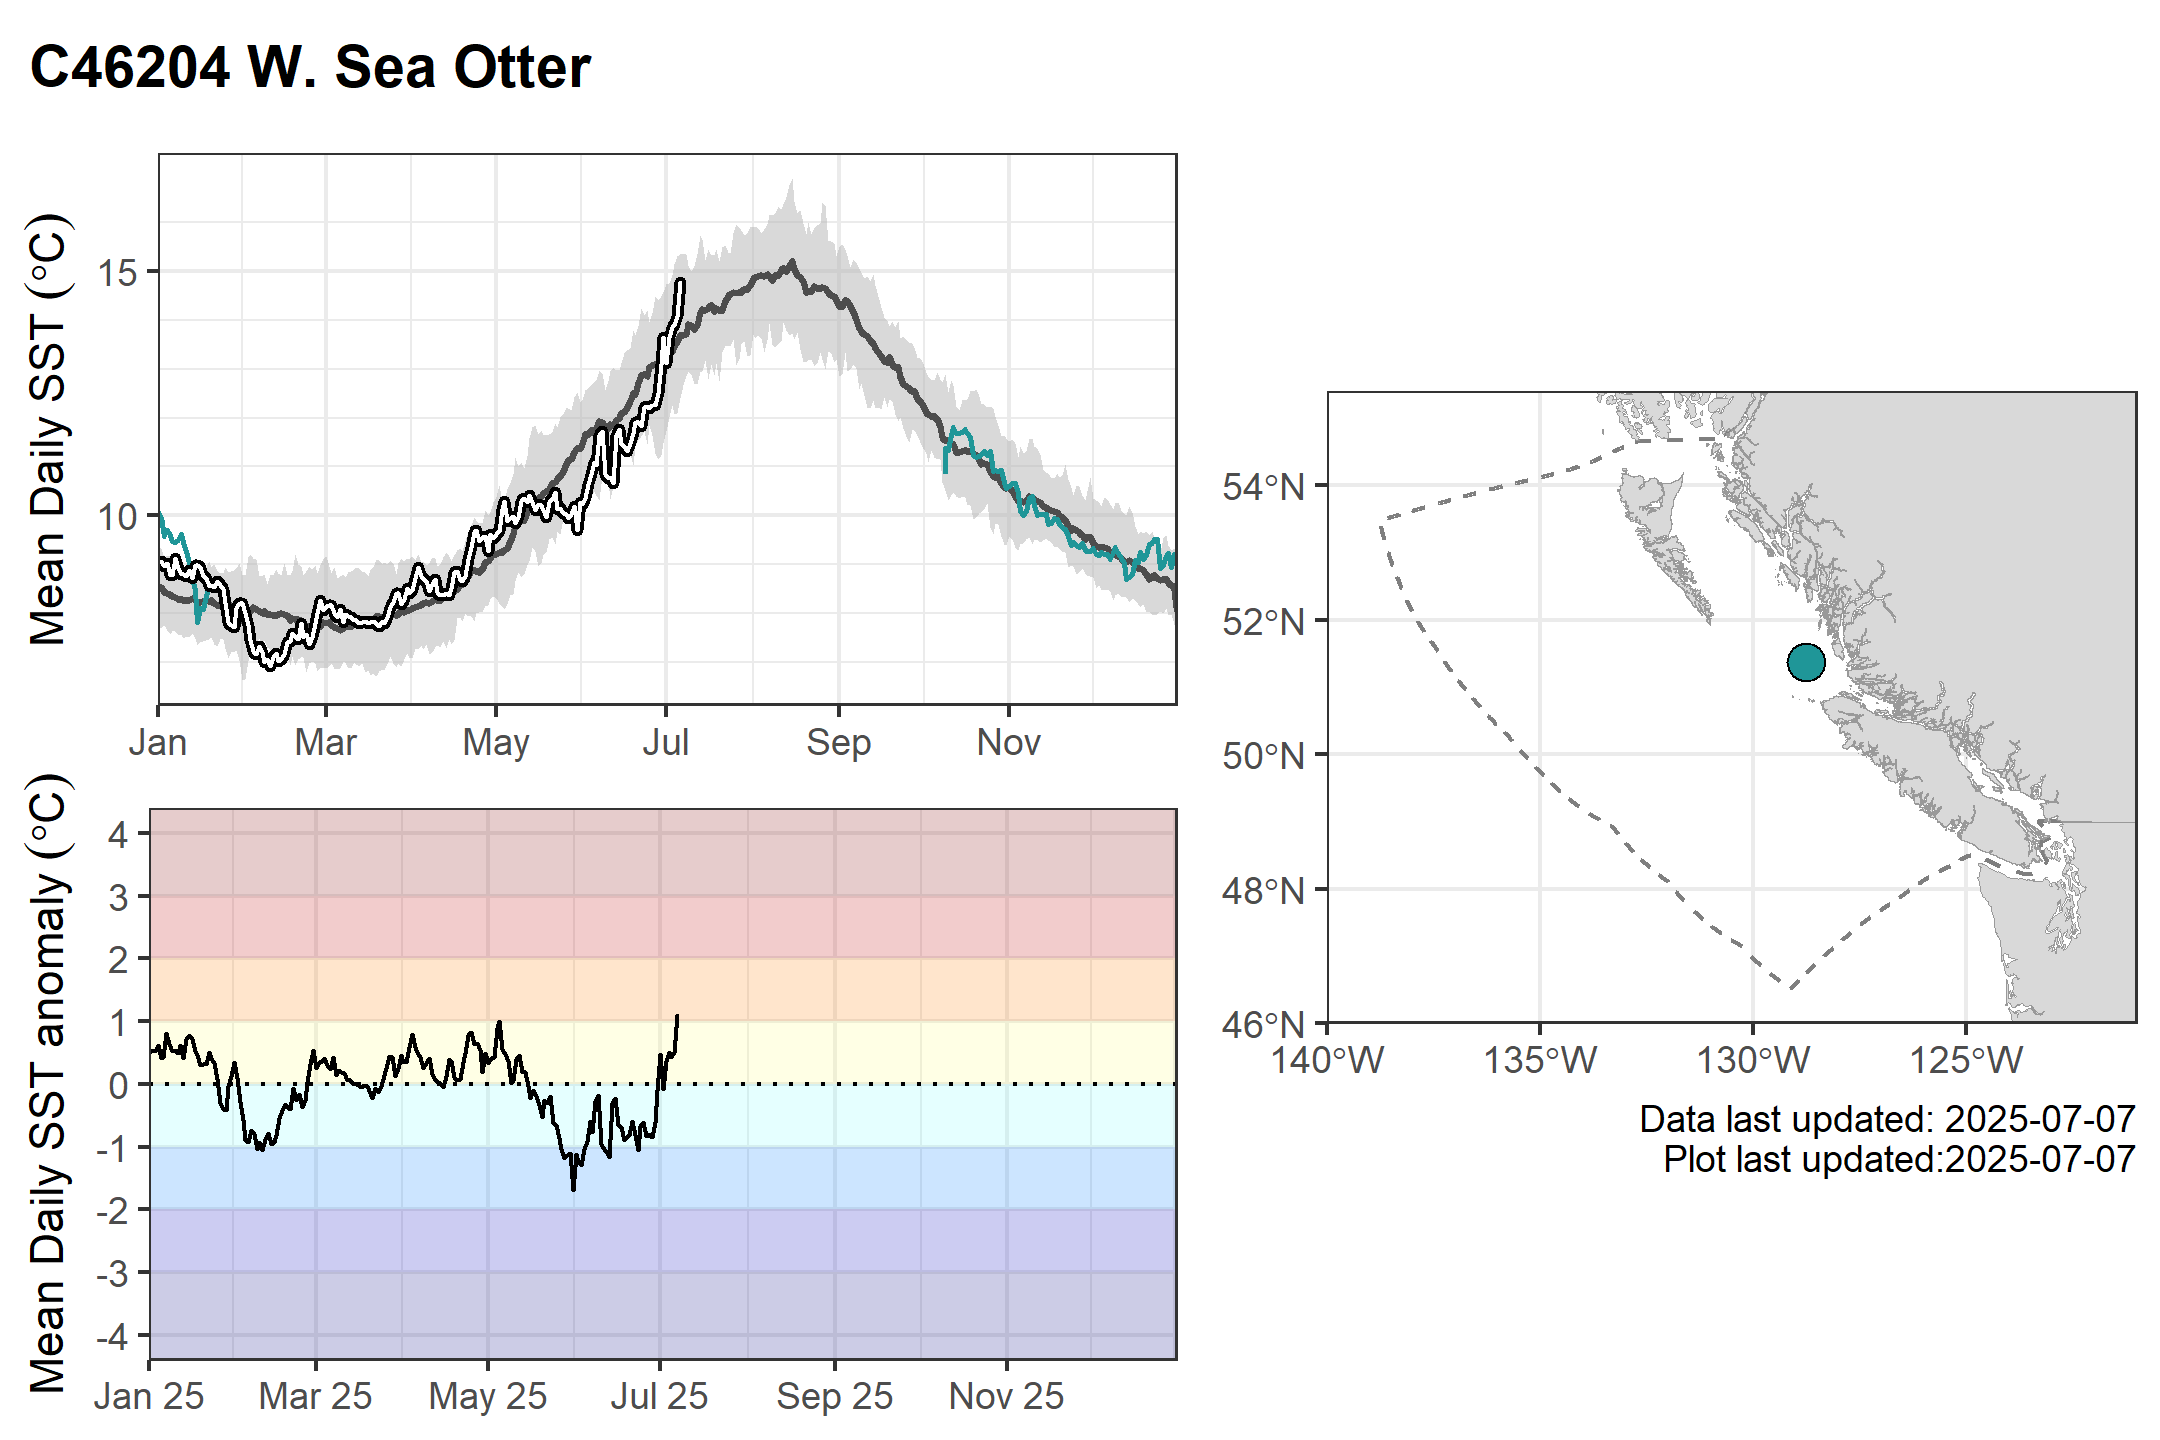 C46204 W. Sea Otter
Mean Daily SST (°C)
15
10
Jan Mar May Jul Sep Nov
Mean Daily SST anomaly (°C)
4
3
2
1
0
-1
-2
-3
-4
Jan 25 Mar 25 May 25 Jul 25 Sep 25 Nov 25
54°N
52°N
50°N
48°N
46°N
140°W 135°W 130°W 125°W
Data last updated: 2025-07-07
Plot last updated:2025-07-07